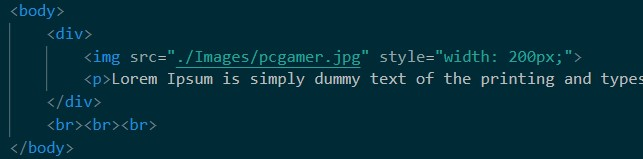 <body>
<div>
<img src="./Images/pcgamer.jpg" style="width: 200px;">
<p>Lorem Ipsum is simply dummy text of the printing and types
</div>
<br><br><br>
</body>